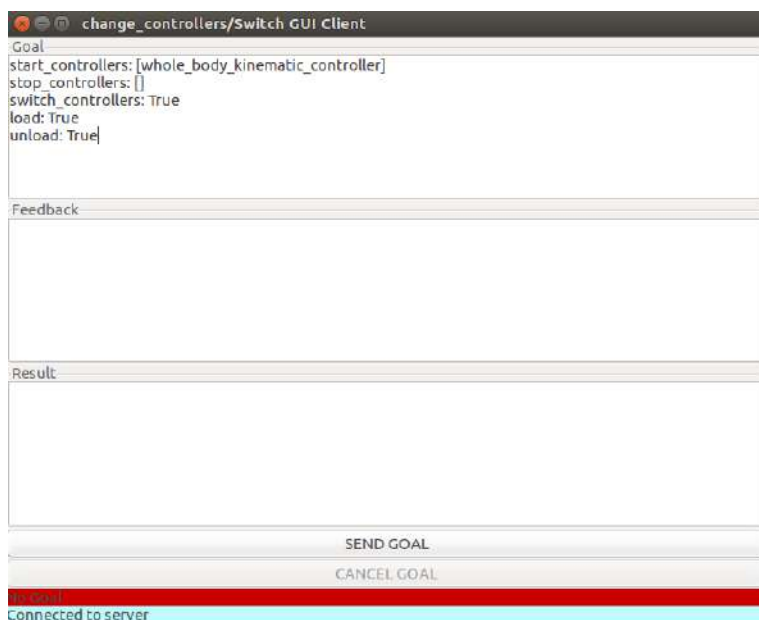 change_controllers/Switch GUI Client
Goal
start_controllers: [whole_body_kinematic_controller]
stop_controllers: []
switch_controllers: True
load: True
unload: True
Feedback
Result
SEND GOAL
CANCEL GOAL
No Goal
Connected to server